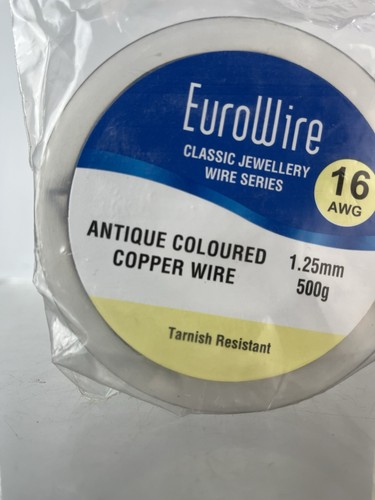 EuroWire
CLASSIC JEWELLERY
WIRE SERIES
16
AWG
ANTIQUE COLOURED
COPPER WIRE
1.25mm
500g
Tarnish Resistant